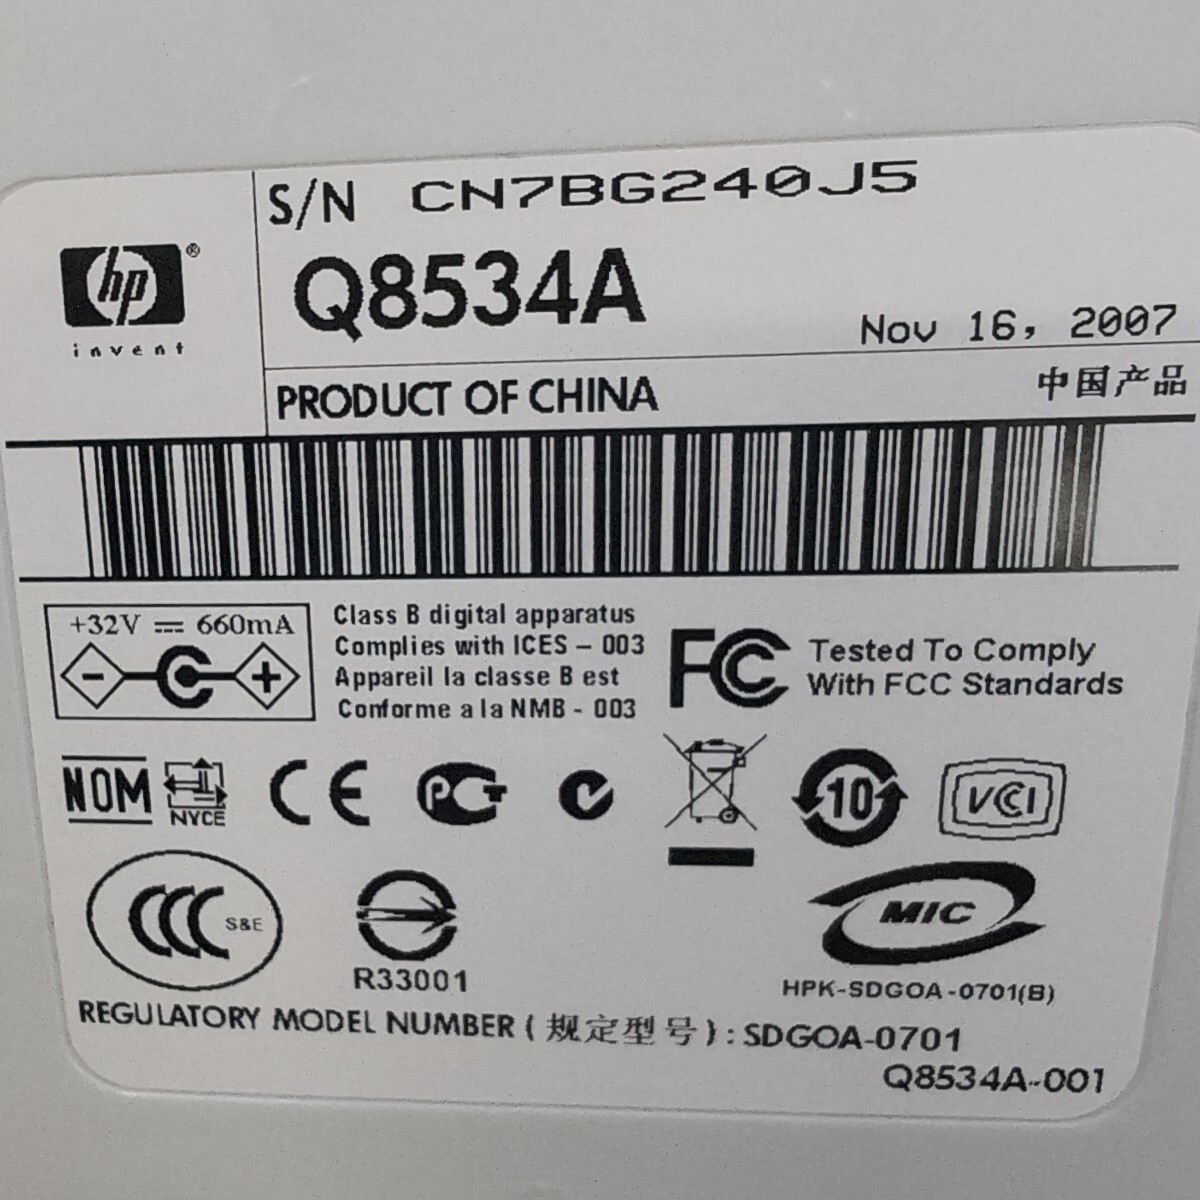 S/N CN7BG240J5
hp®
invent
Q8534A
Nov 16, 2007
PRODUCT OF CHINA
中国产品
+32V ⎓ 660mA
- +
Class B digital apparatus
Complies with ICES - 003
Appareil la classe B est
Conforme a la NMB - 003
FC
Tested To Comply
With FCC Standards
NOM
NYCE
CE
PCT
10
VCI
CCC S&E
R33001
MIC
HPK-SDGOA-0701(B)
REGULATORY MODEL NUMBER (规定型号): SDGOA-0701
Q8534A-001